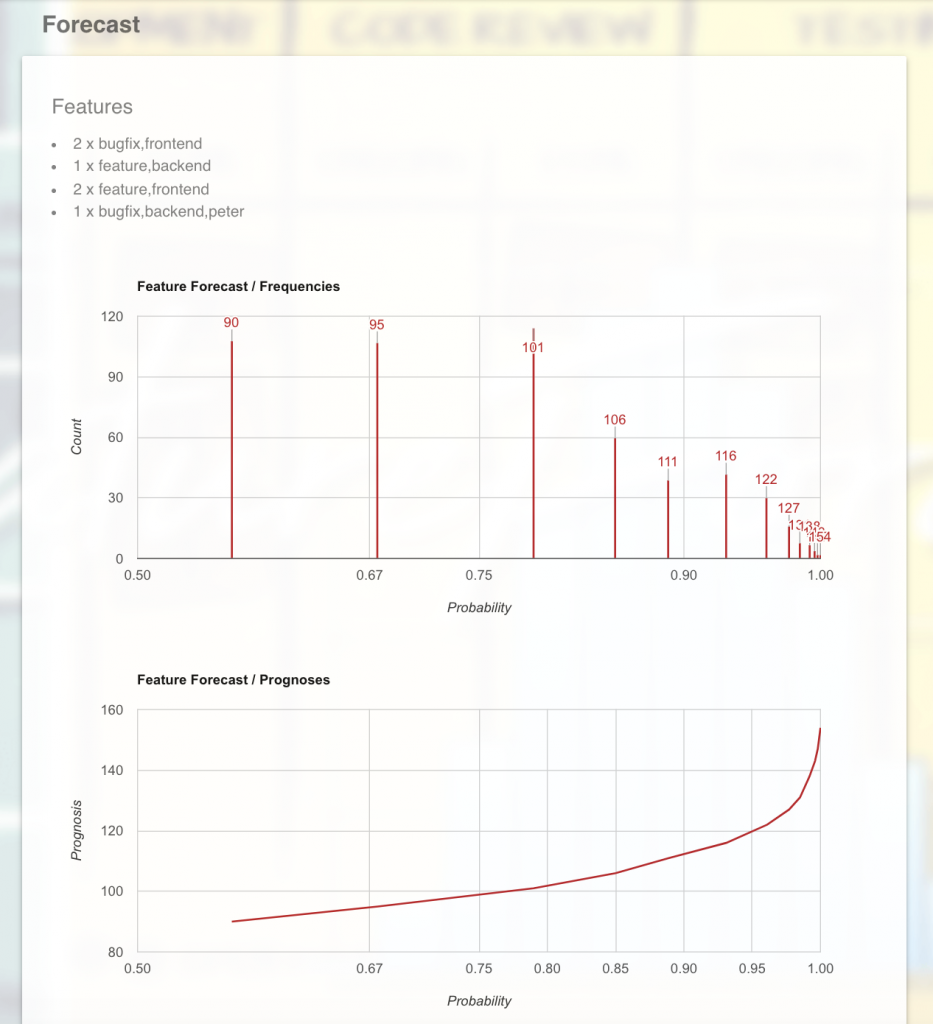 Forecast
CODE REVIEW
Features
2 x bugfix,frontend
1 x feature,backend
2 x feature,frontend
1 x bugfix,backend,peter
Feature Forecast / Frequencies
120
90
60
30
0
Count
90
95
101
106
111
116
122
127
138
154
0.50
0.67
0.75
0.90
1.00
Probability
Feature Forecast / Prognoses
160
140
120
100
80
Prognosis
0.50
0.67
0.75
0.80
0.85
0.90
0.95
1.00
Probability